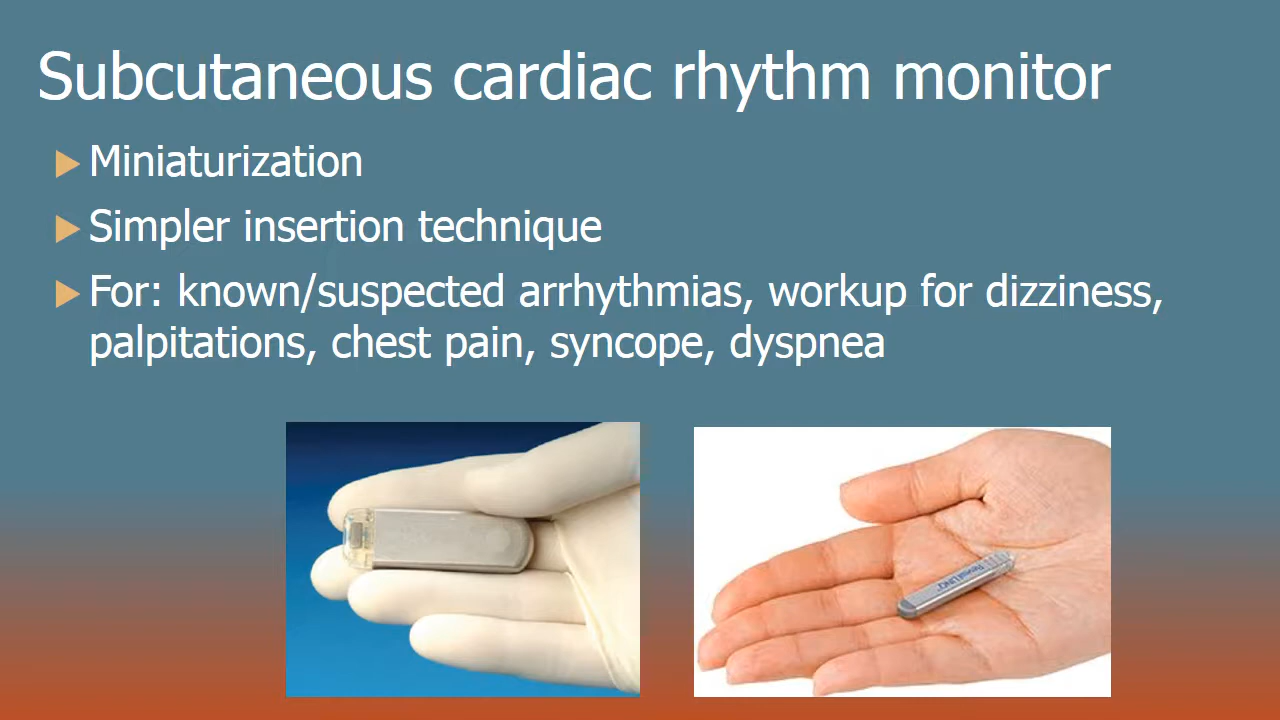 Subcutaneous cardiac rhythm monitor
Miniaturization
Simpler insertion technique
For: known/suspected arrhythmias, workup for dizziness,
palpitations, chest pain, syncope, dyspnea